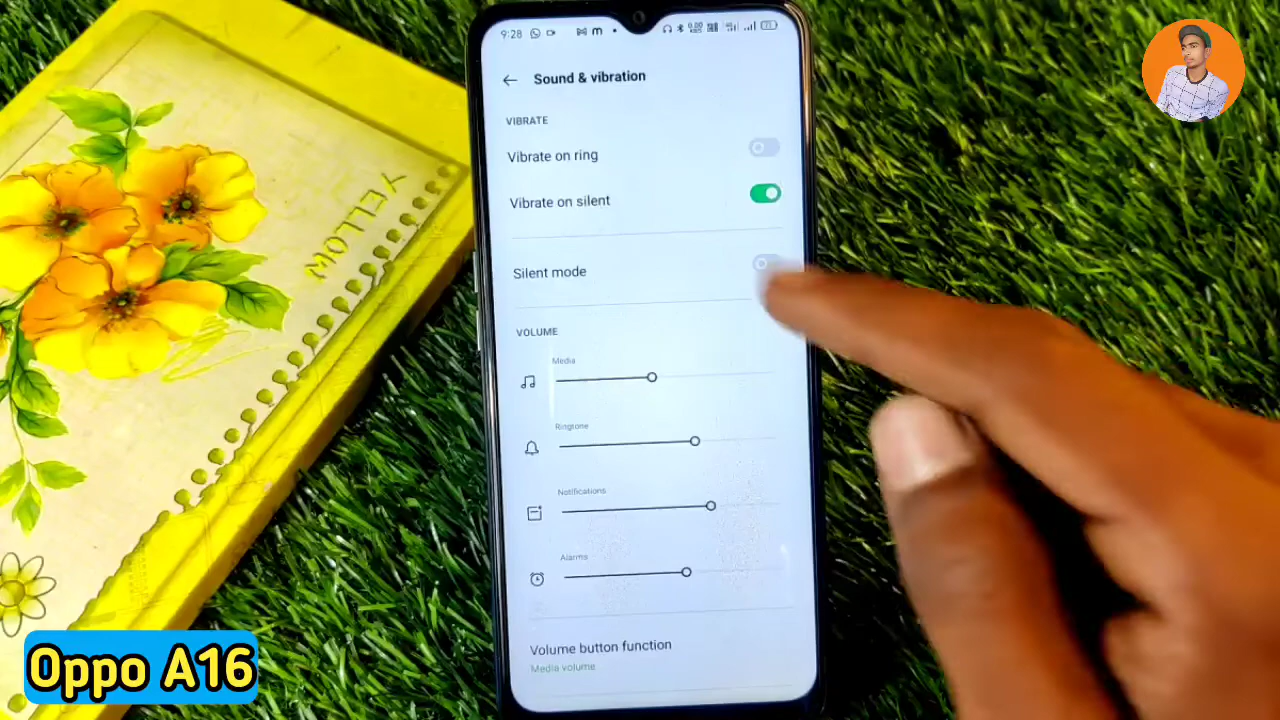 9:28
Sound & vibration
VIBRATE
Vibrate on ring
Vibrate on silent
Silent mode
VOLUME
Media
Ringtone
Notifications
Alarms
Volume button function
Media volume
YELLOW
Oppo A16